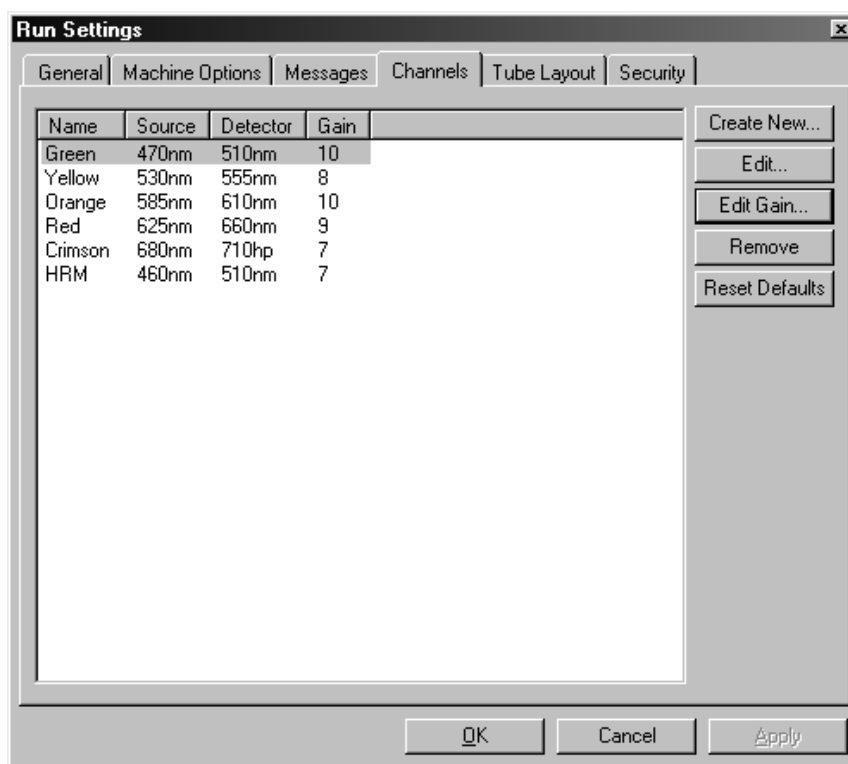 Run Settings
General Machine Options Messages Channels Tube Layout Security
Name Source Detector Gain
Green 470nm 510nm 10
Yellow 530nm 555nm 8
Orange 585nm 610nm 10
Red 625nm 660nm 9
Crimson 680nm 710hp 7
HRM 460nm 510nm 7
Create New...
Edit...
Edit Gain...
Remove
Reset Defaults
OK Cancel Apply